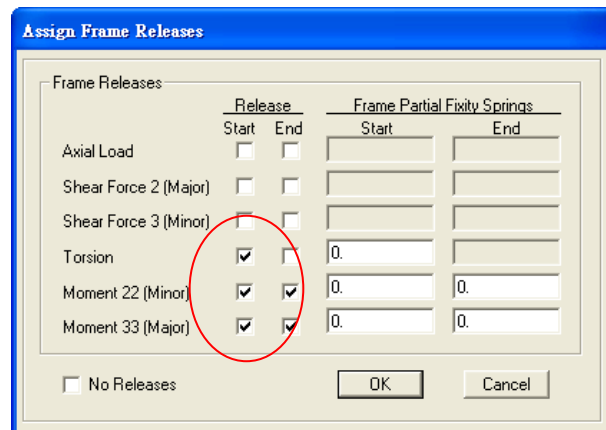 Assign Frame Releases
Frame Releases
Release Frame Partial Fixity Springs
Start End Start End
Axial Load
Shear Force 2 (Major)
Shear Force 3 (Minor)
Torsion 0.
Moment 22 (Minor) 0. 0.
Moment 33 (Major) 0. 0.
No Releases OK Cancel